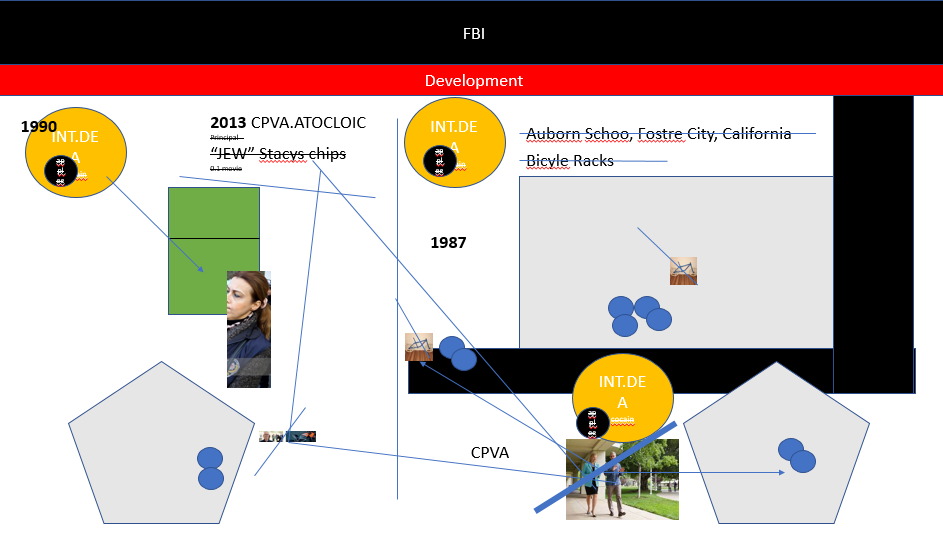 FBI
Development
1990
INT.DE
A
2013 CPVA.ATOCLOIC
Principal
“JEW” Stacys chips
0.1 movie
INT.DE
A
Auborn Schoo, Fostre City, California
Bicyle Racks
1987
INT.DE
A
cocain
CPVA